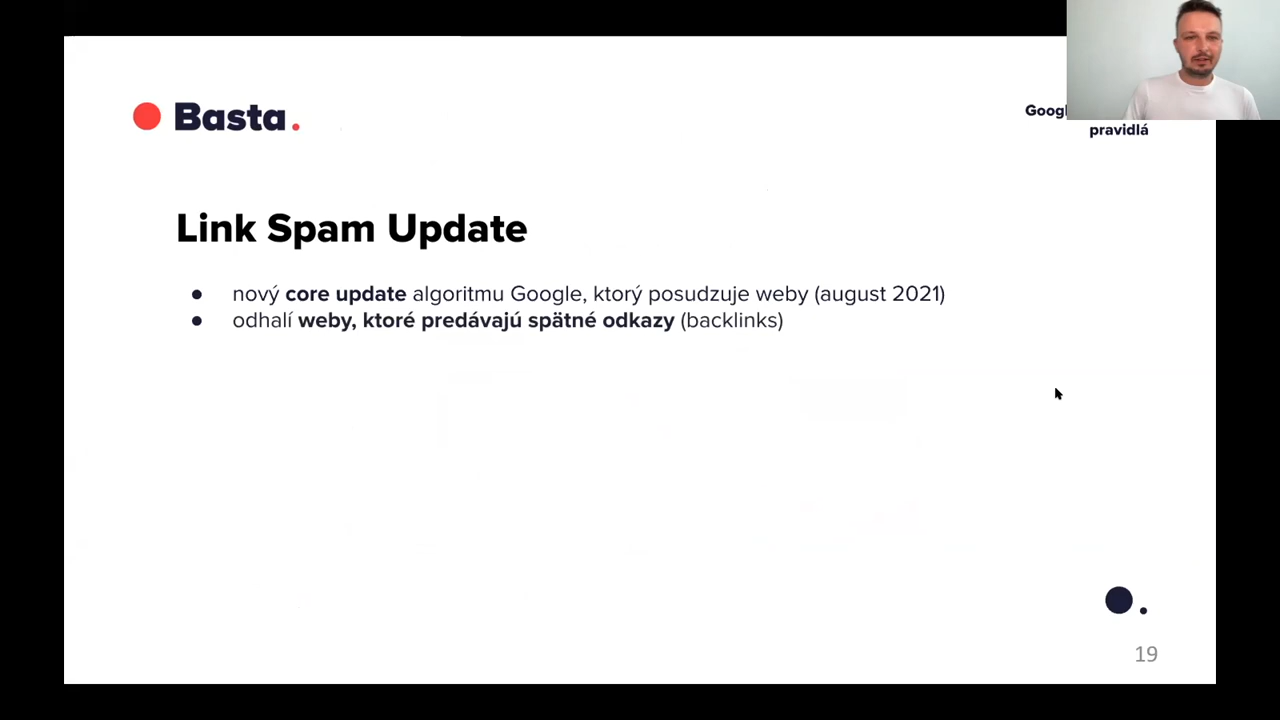 Basta.
pravidlá
Link Spam Update
● nový core update algoritmu Google, ktorý posudzuje weby (august 2021)
● odhalí weby, ktoré predávajú spätné odkazy (backlinks)
19